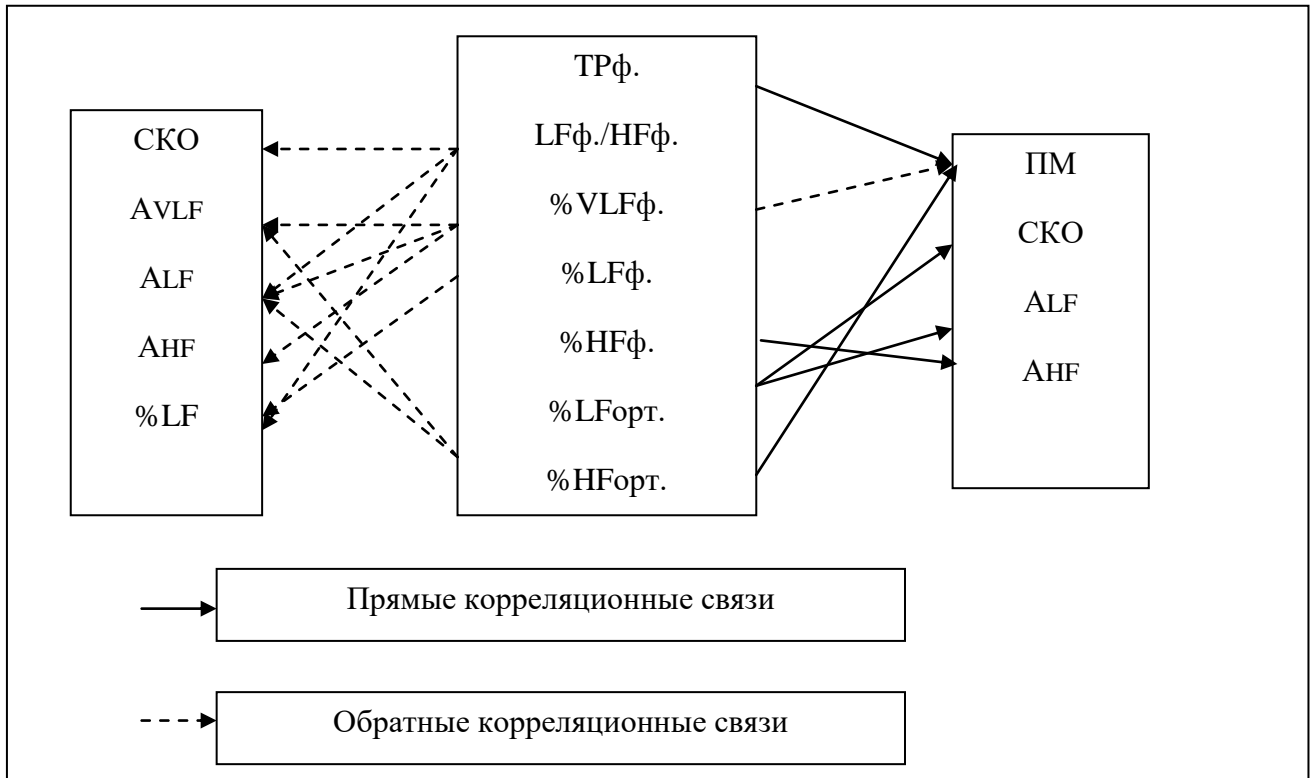 СКО
AVLF
ALF
AHF
%LF
TPф.
LFф./HFф.
%VLFф.
%LFф.
%HFф.
%LFорт.
%HFорт.
ПМ
СКО
ALF
AHF
Прямые корреляционные связи
Обратные корреляционные связи